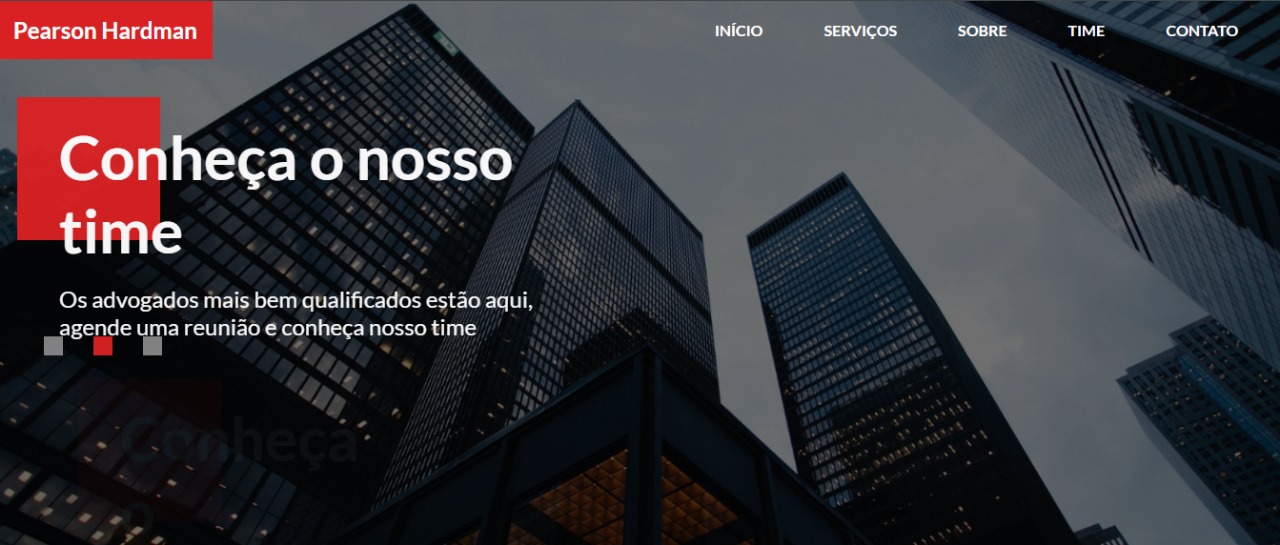 Pearson Hardman
INÍCIO
SERVIÇOS
SOBRE
TIME
CONTATO
Conheça o nosso
time
Os advogados mais bem qualificados estão aqui,
agende uma reunião e conheça nosso time
Conheça
o